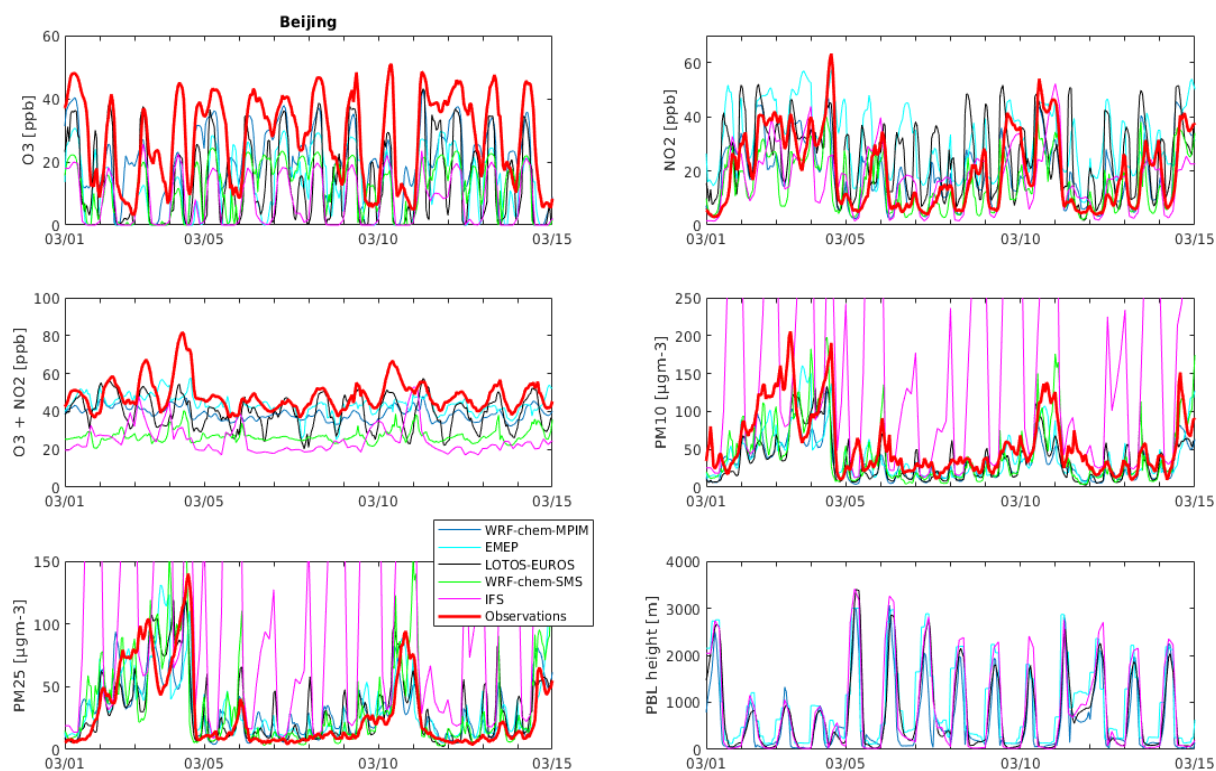 Beijing
O3 [ppb]
60
40
20
0
03/01 03/05 03/10 03/15
NO2 [ppb]
60
40
20
0
03/01 03/05 03/10 03/15
O3 + NO2 [ppb]
100
80
60
40
20
0
03/01 03/05 03/10 03/15
PM10 [µgm-3]
250
200
150
100
50
0
03/01 03/05 03/10 03/15
PM25 [µgm-3]
150
100
50
0
03/01 03/05 03/10 03/15
WRF-chem-MPIM
EMEP
LOTOS-EUROS
WRF-chem-SMS
IFS
Observations
PBL height [m]
4000
3000
2000
1000
0
03/01 03/05 03/10 03/15